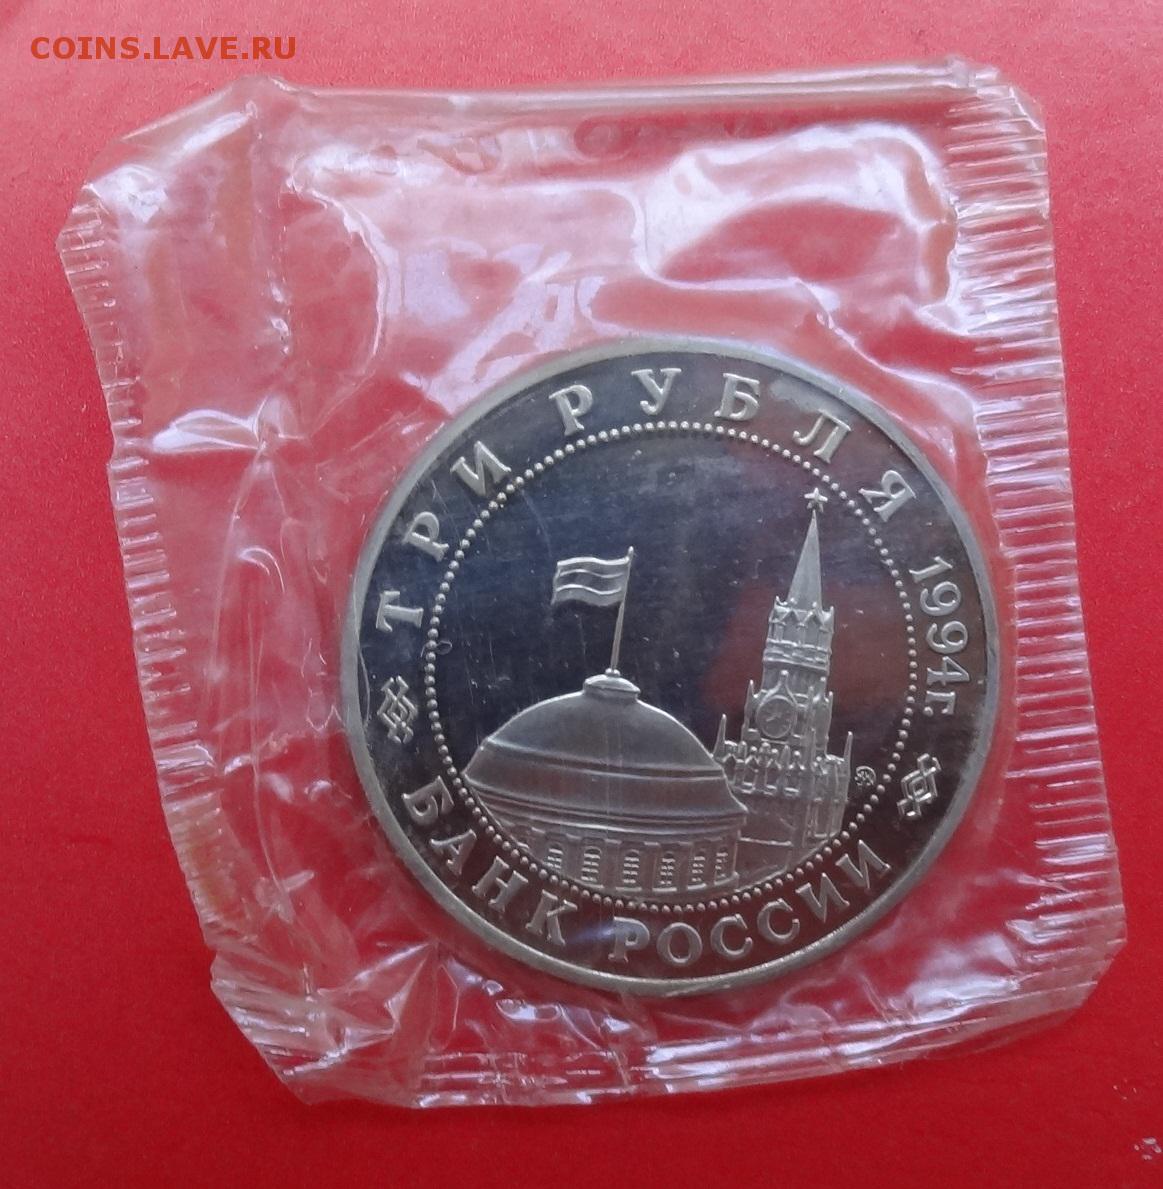 COINS.LAVE.RU
ТРИ РУБЛЯ
1994г.
БАНК РОССИИ